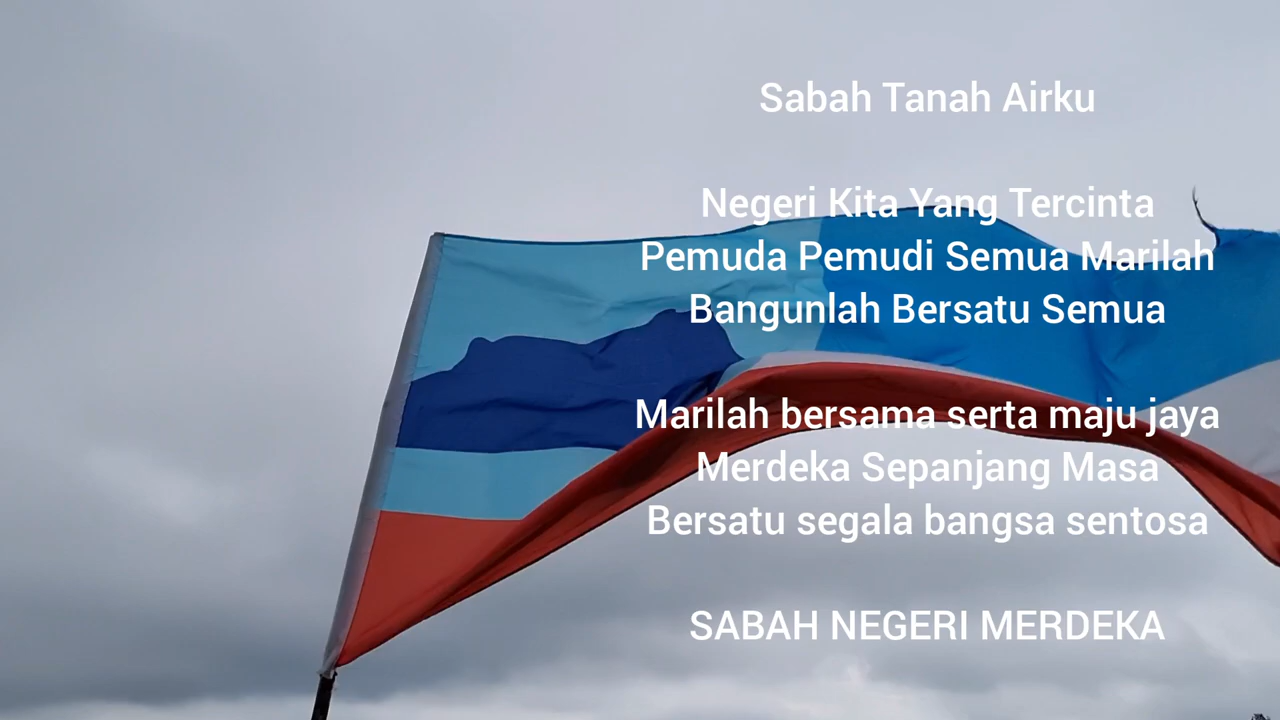 Sabah Tanah Airku
Negeri Kita Yang Tercinta
Pemuda Pemudi Semua Marilah
Bangunlah Bersatu Semua
Marilah bersama serta maju jaya
Merdeka Sepanjang Masa
Bersatu segala bangsa sentosa
SABAH NEGERI MERDEKA